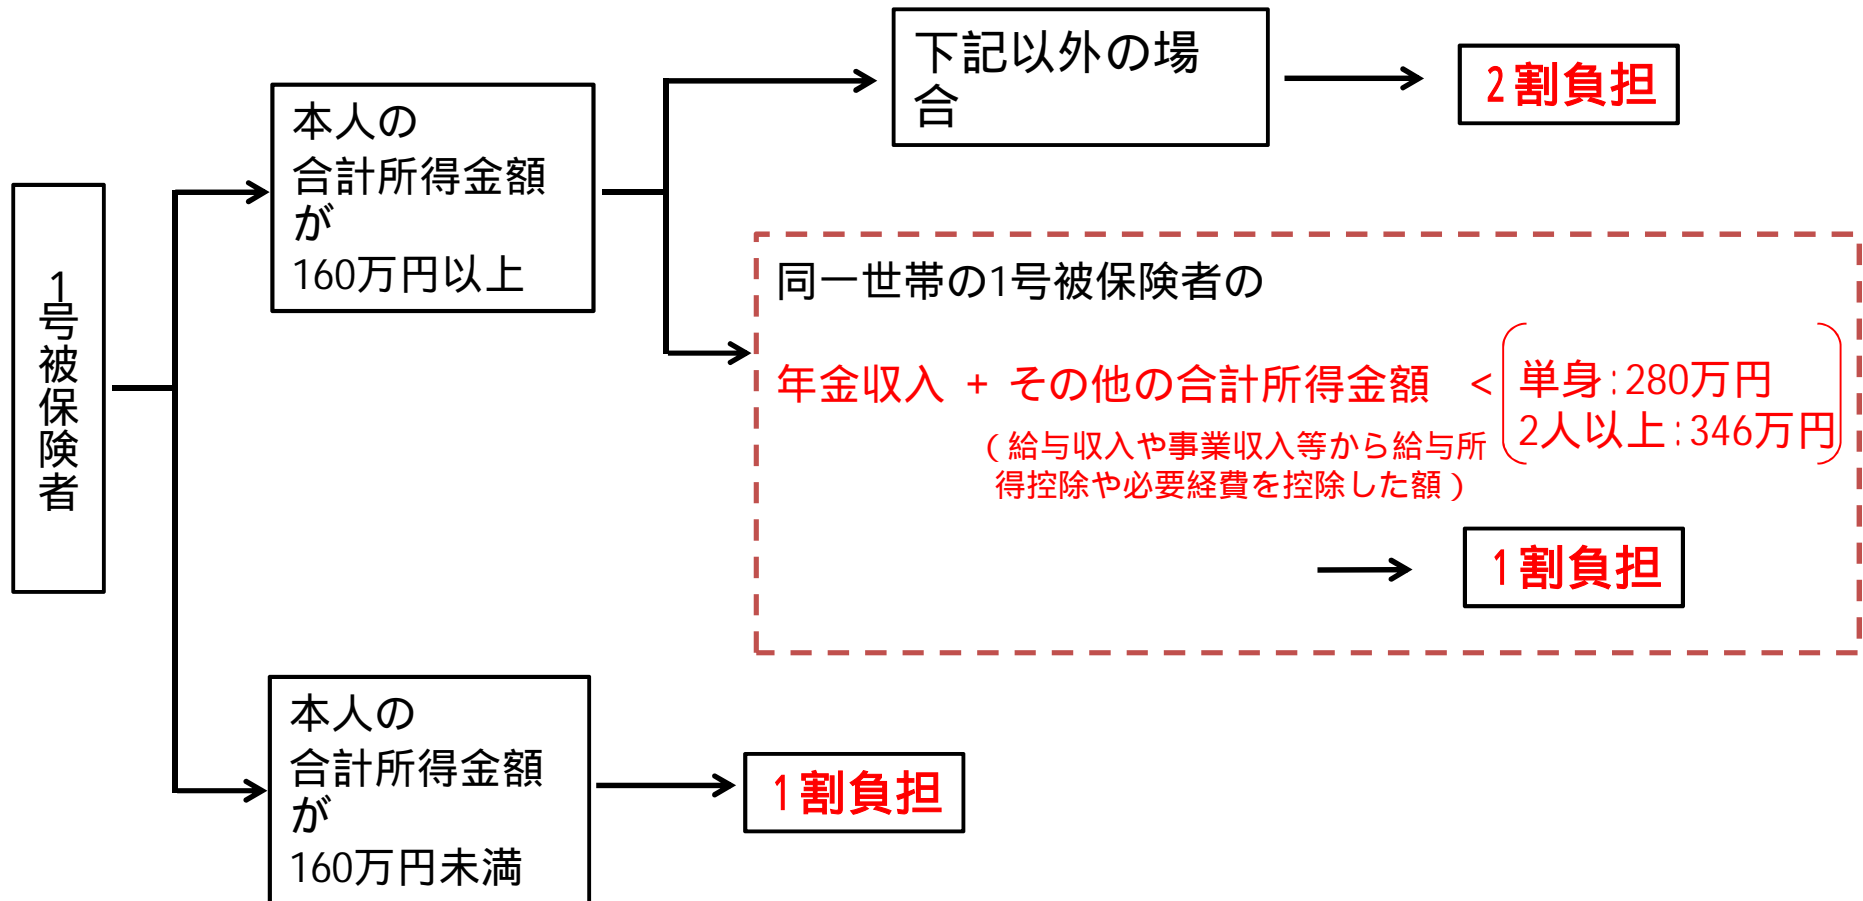 1号被保険者
本人の
合計所得金額
が
160万円以上
下記以外の場
合
2割負担
同一世帯の1号被保険者の
年金収入 + その他の合計所得金額 <
単身:280万円
2人以上:346万円
(給与収入や事業収入等から給与所
得控除や必要経費を控除した額)
1割負担
本人の
合計所得金額
が
160万円未満
1割負担